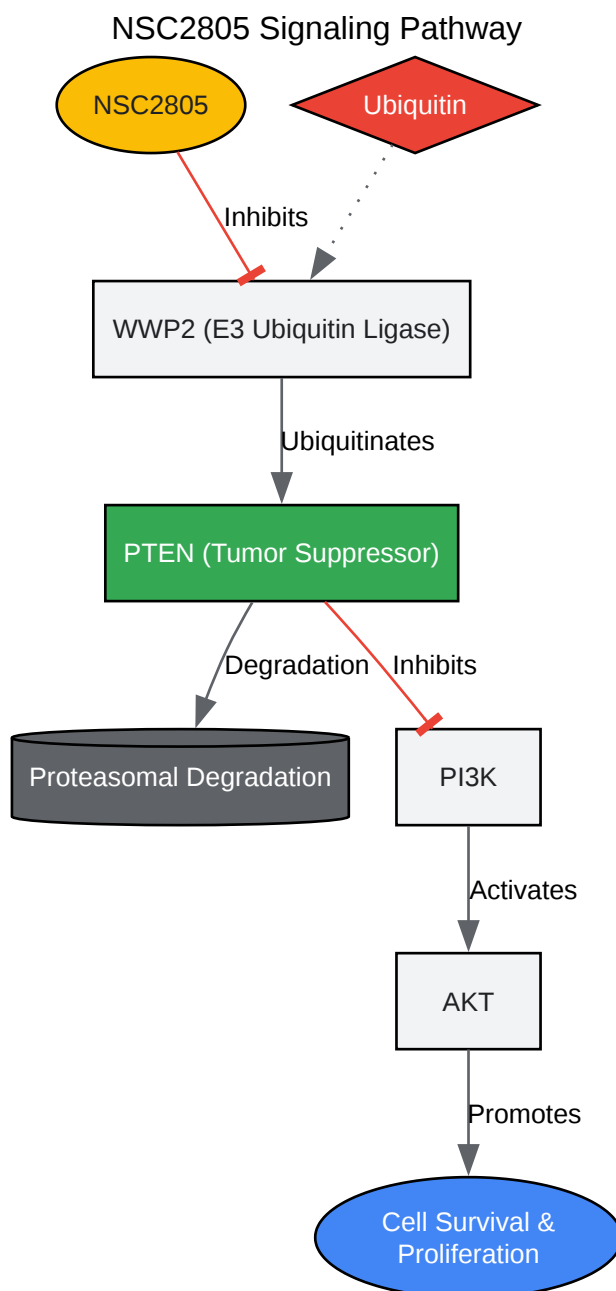 NSC2805 Signaling Pathway
NSC2805
Ubiquitin
Inhibits
WWP2 (E3 Ubiquitin Ligase)
Ubiquitinates
PTEN (Tumor Suppressor)
Degradation
Inhibits
Proteasomal Degradation
PI3K
Activates
AKT
Promotes
Cell Survival &
Proliferation